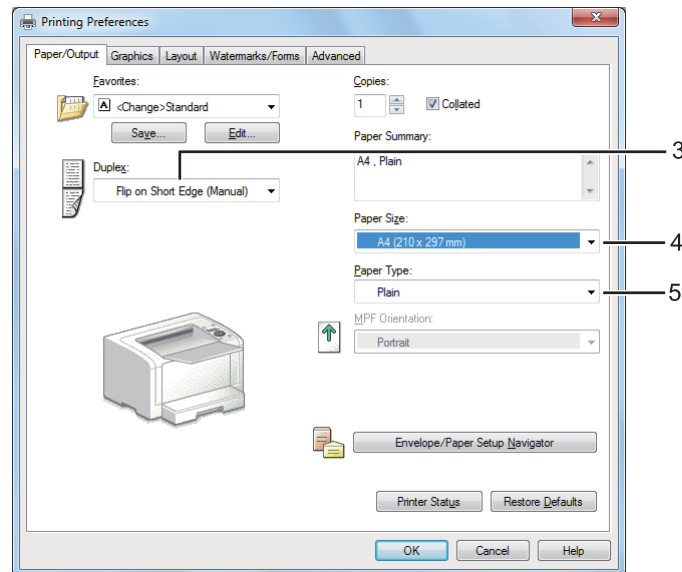 Printing Preferences
Paper/Output Graphics Layout Watermarks/Forms Advanced
Favorites:
A <Change>Standard
Save... Edit...
Duplex:
Flip on Short Edge (Manual)
Copies:
1 Collated
Paper Summary:
A4 , Plain
3
Paper Size:
A4 (210 x 297 mm)
4
Paper Type:
Plain
5
MPF Orientation:
Portrait
Envelope/Paper Setup Navigator
Printer Status Restore Defaults
OK Cancel Help